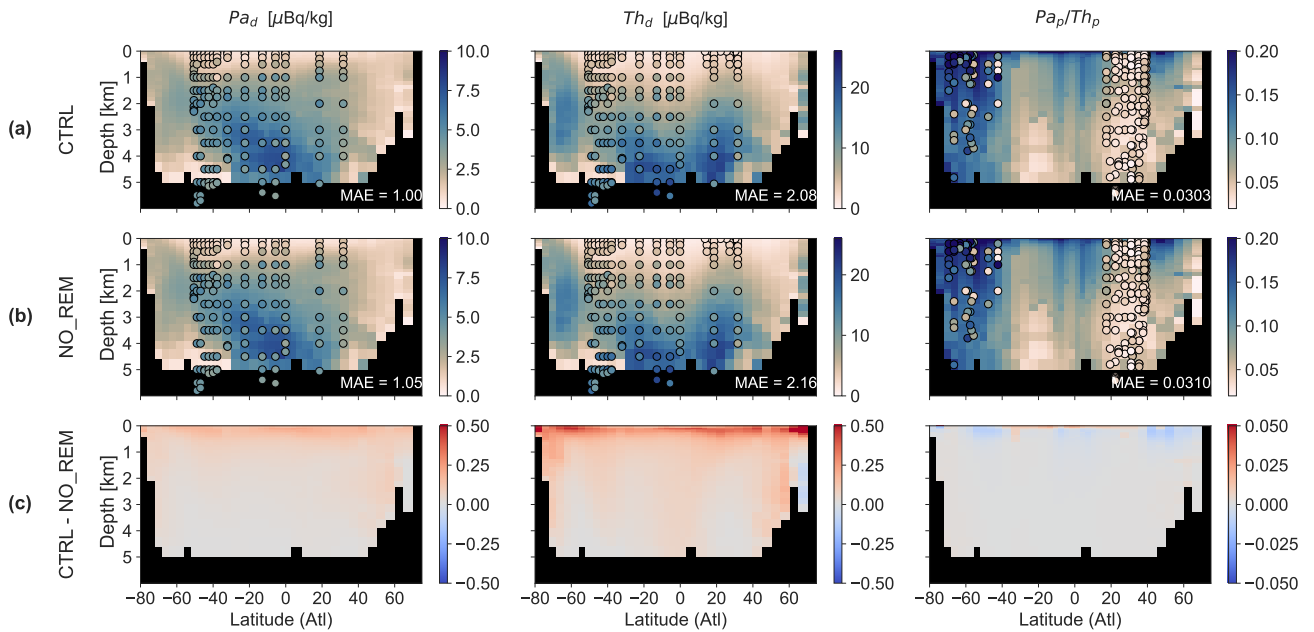 Pa_d [μBq/kg] Th_d [μBq/kg] Pa_p/Th_p
(a) CTRL Depth [km] 0 1 2 3 4 5 MAE = 1.00 10.0 7.5 5.0 2.5 0.0 MAE = 2.08 20 10 0 MAE = 0.0303 0.20 0.15 0.10 0.05
(b) NO_REM Depth [km] 0 1 2 3 4 5 MAE = 1.05 10.0 7.5 5.0 2.5 0.0 MAE = 2.16 20 10 0 MAE = 0.0310 0.20 0.15 0.10 0.05
(c) CTRL - NO_REM Depth [km] 0 1 2 3 4 5 0.50 0.25 0.00 −0.25 −0.50 0.50 0.25 0.00 −0.25 −0.50 0.050 0.025 0.000 −0.025 −0.050
−80 −60 −40 −20 0 20 40 60 −80 −60 −40 −20 0 20 40 60 −80 −60 −40 −20 0 20 40 60
Latitude (Atl) Latitude (Atl) Latitude (Atl)